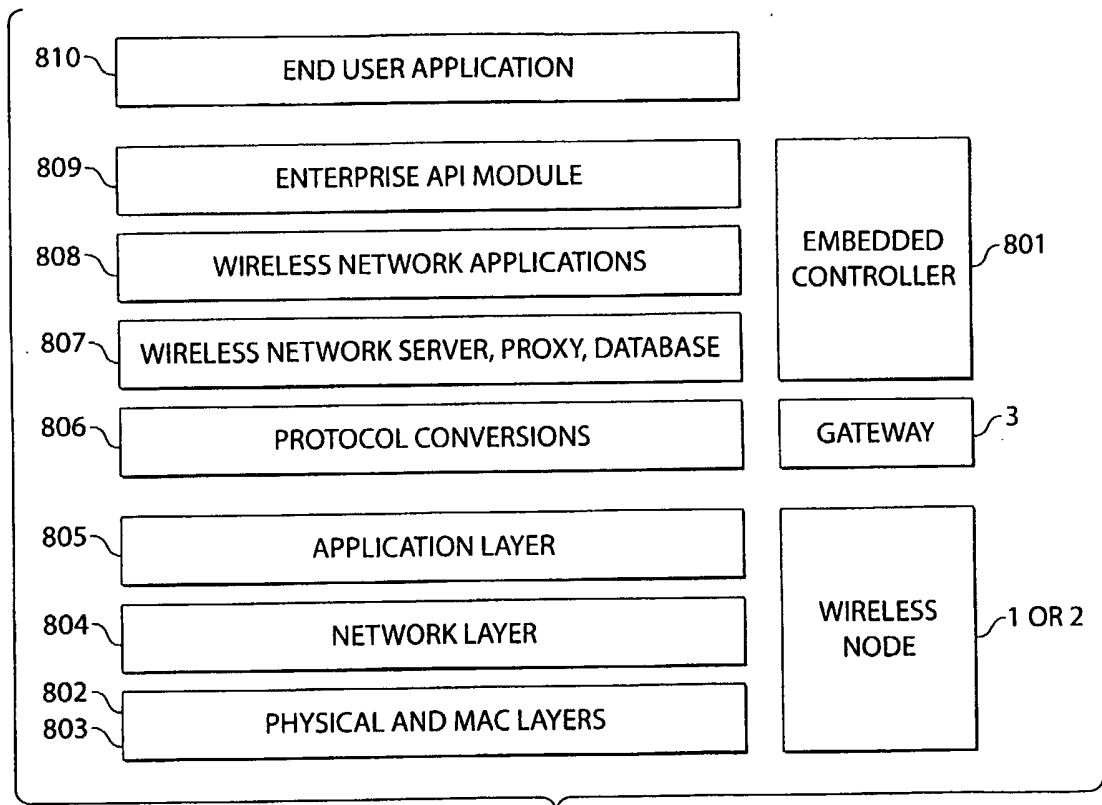 810
END USER APPLICATION
809
ENTERPRISE API MODULE
808
WIRELESS NETWORK APPLICATIONS
EMBEDDED
CONTROLLER
801
807
WIRELESS NETWORK SERVER, PROXY, DATABASE
806
PROTOCOL CONVERSIONS
GATEWAY
3
805
APPLICATION LAYER
804
NETWORK LAYER
WIRELESS
NODE
1 OR 2
802
803
PHYSICAL AND MAC LAYERS